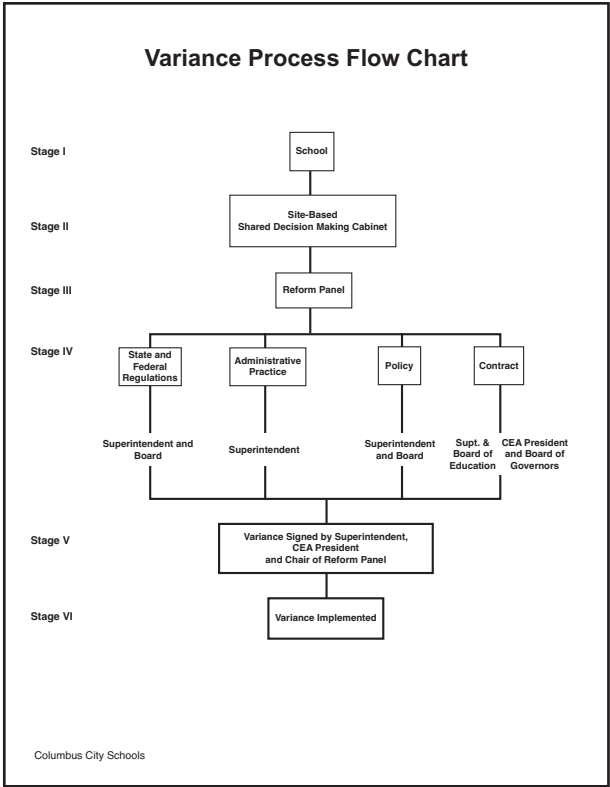 Variance Process Flow Chart
Stage I
School
Stage II
Site-Based
Shared Decision Making Cabinet
Stage III
Reform Panel
Stage IV
State and
Federal
Regulations
Administrative
Practice
Policy
Contract
Superintendent and
Board
Superintendent
Superintendent
and Board
Supt. &
Board of
Education
CEA President
and Board of
Governors
Stage V
Variance Signed by Superintendent,
CEA President
and Chair of Reform Panel
Stage VI
Variance Implemented
Columbus City Schools